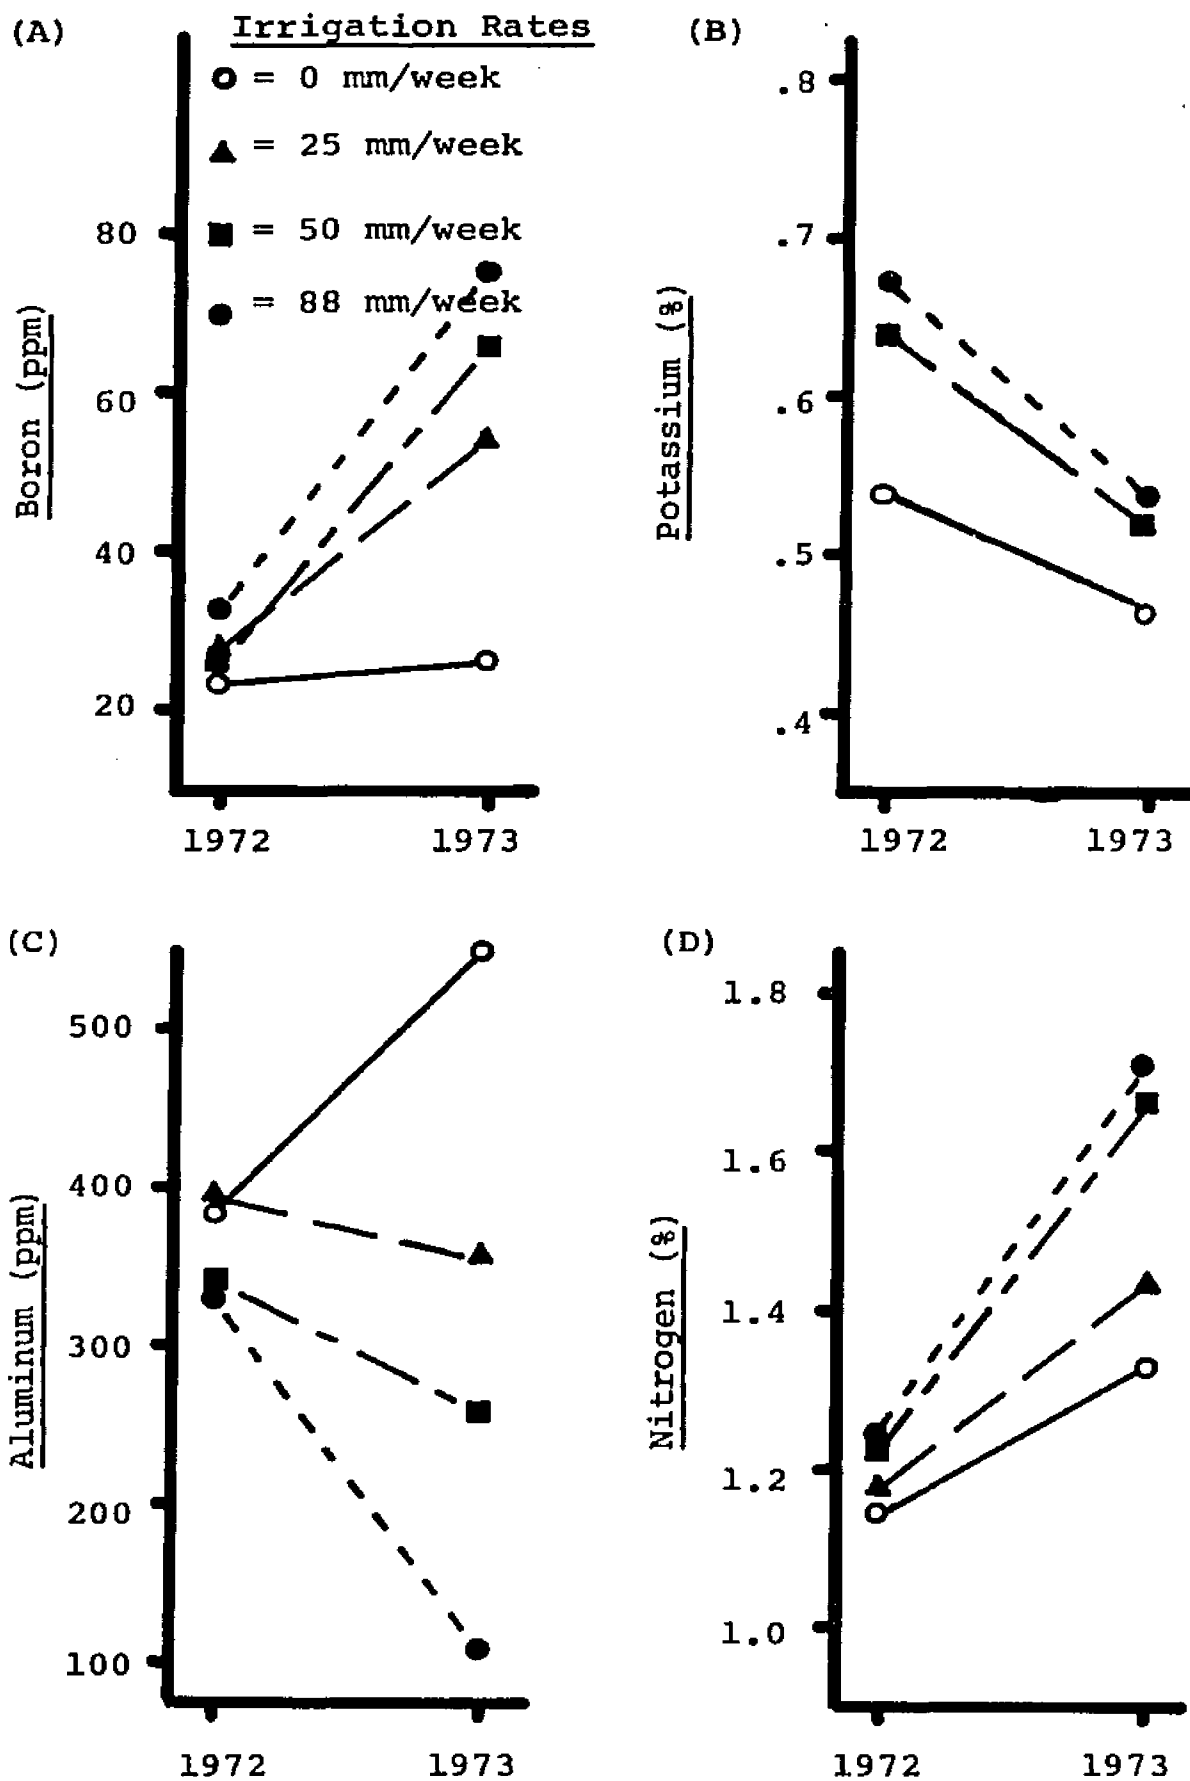 (A)
Irrigation Rates
= 0 mm/week
= 25 mm/week
= 50 mm/week
= 88 mm/week
80
60
40
20
Boron (ppm)
1972 1973
(B)
.8
.7
.6
.5
.4
Potassium (%)
1972 1973
(C)
500
400
300
200
100
Aluminum (ppm)
1972 1973
(D)
1.8
1.6
1.4
1.2
1.0
Nitrogen (%)
1972 1973